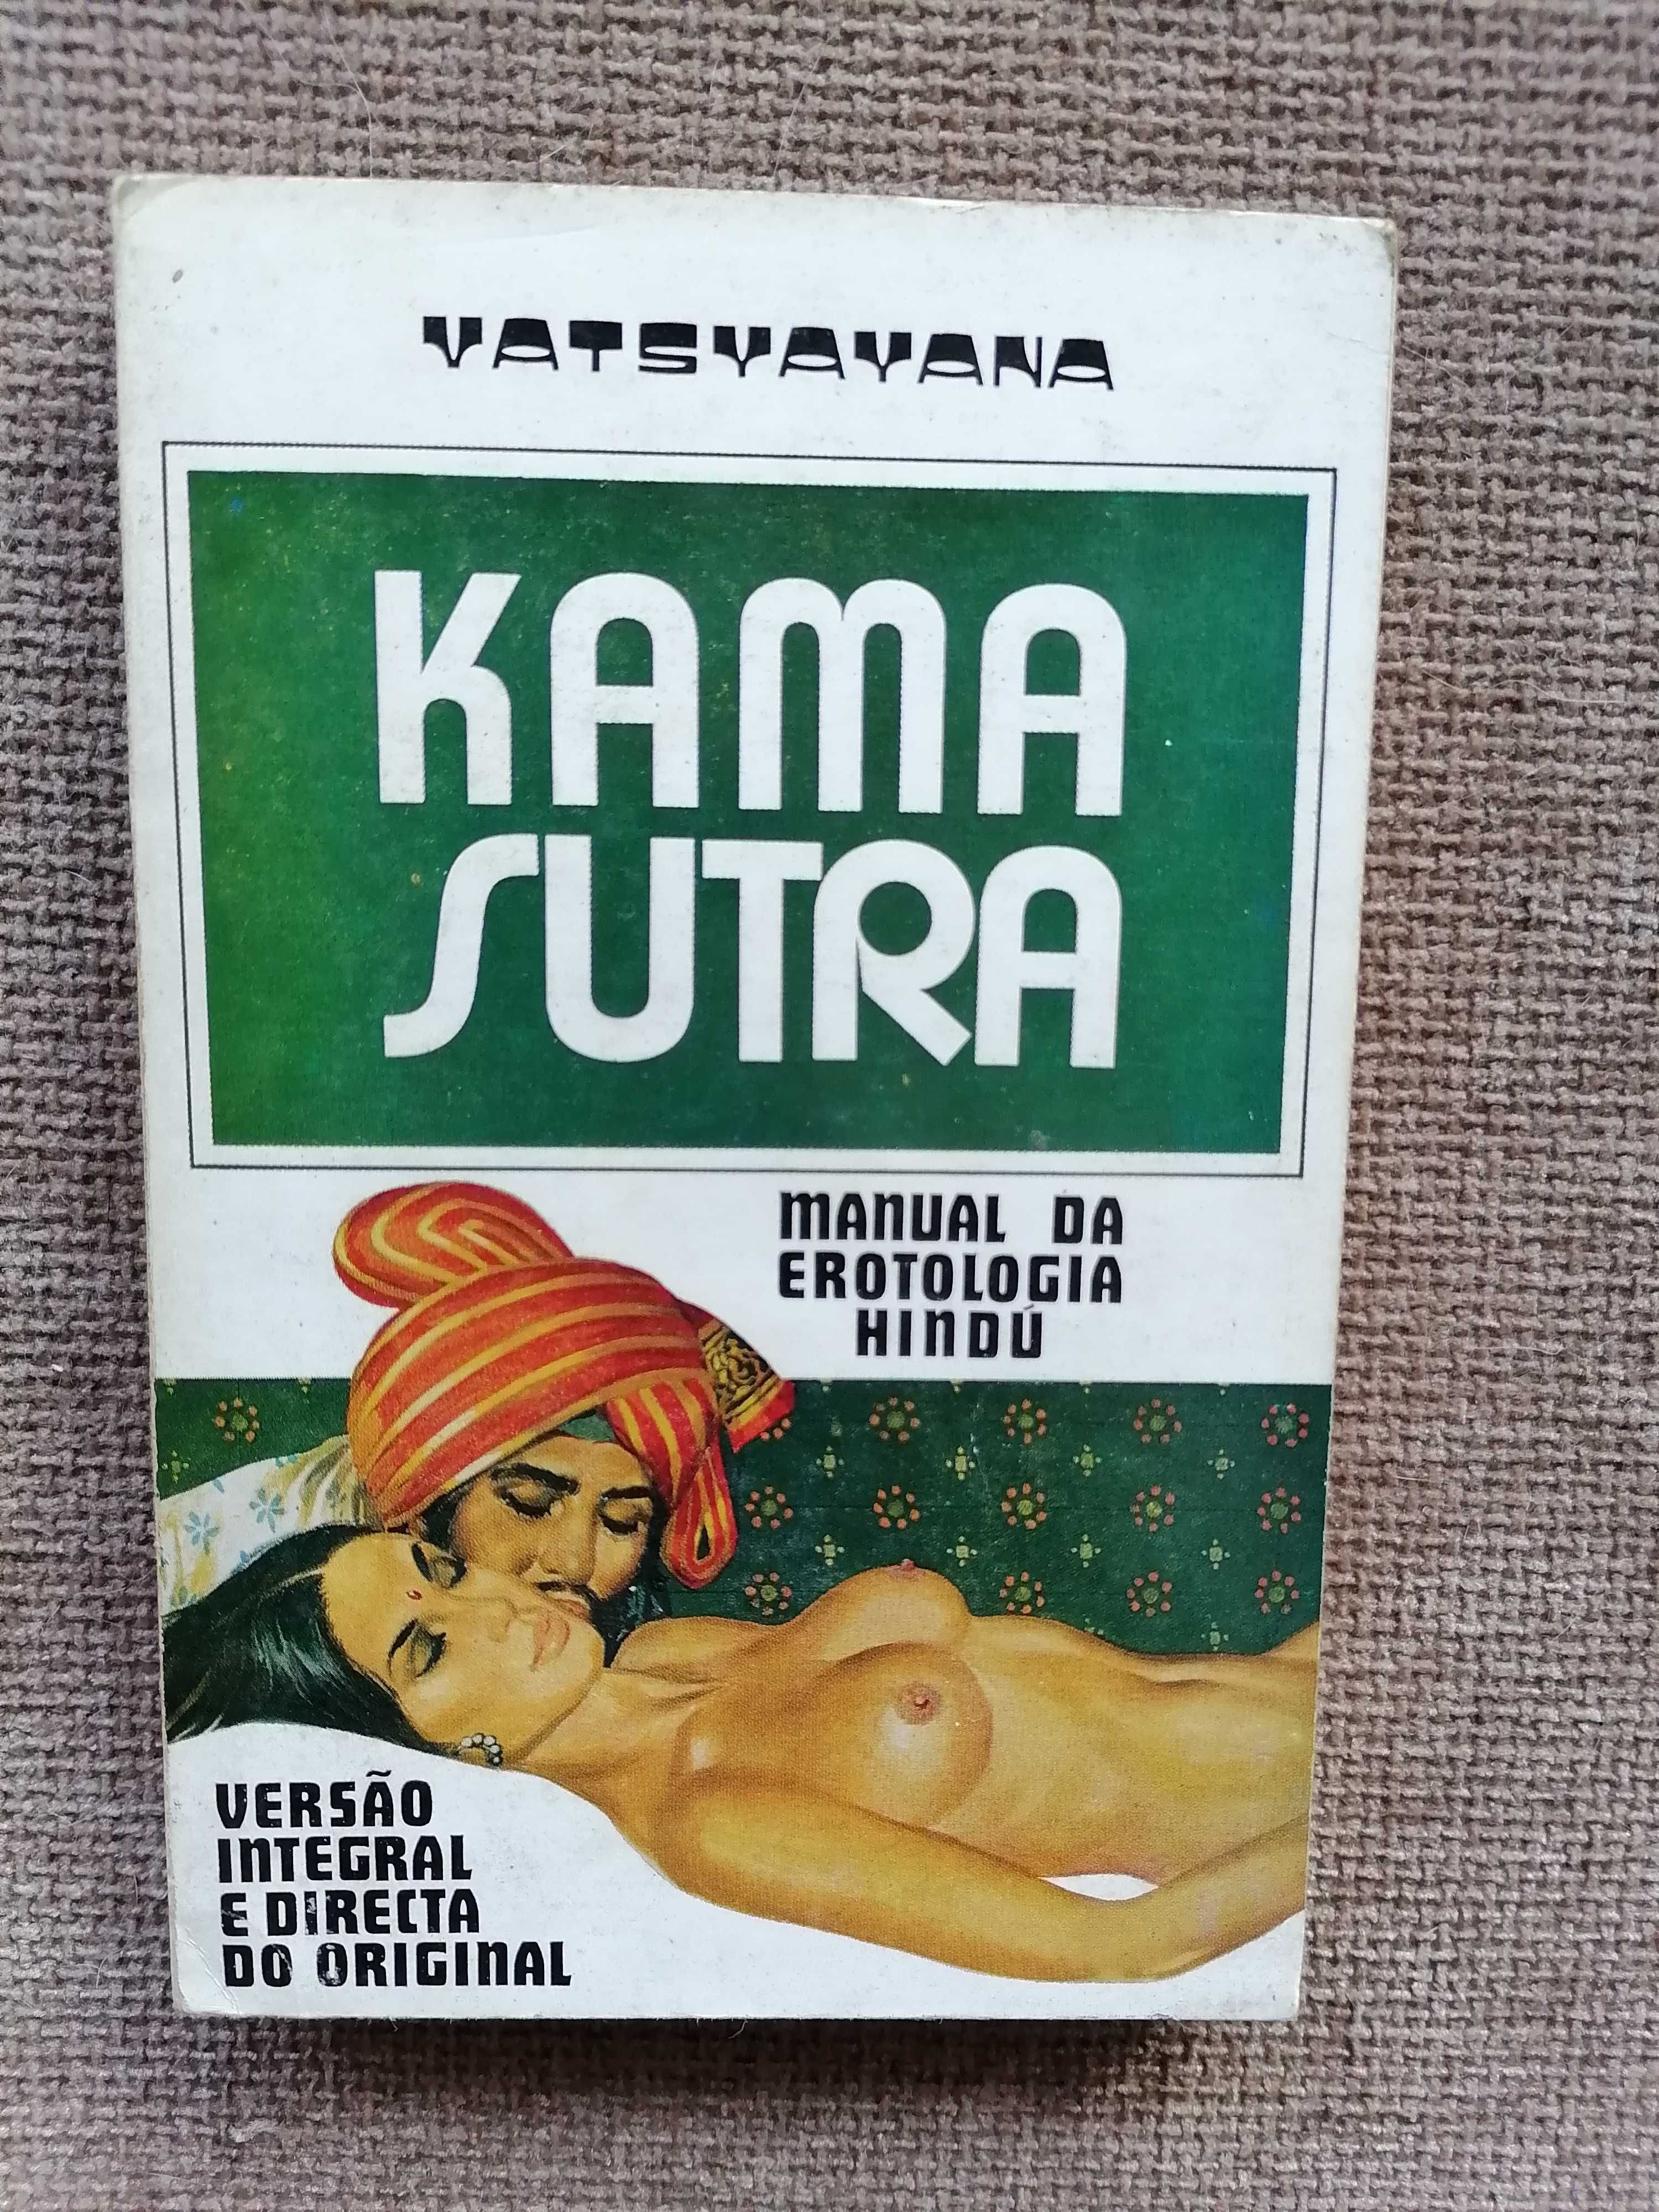 VATSYAYANA
KAMA
SUTRA
MANUAL DA
EROTOLOGIA
HINDÚ
VERSÃO
INTEGRAL
E DIRECTA
DO ORIGINAL